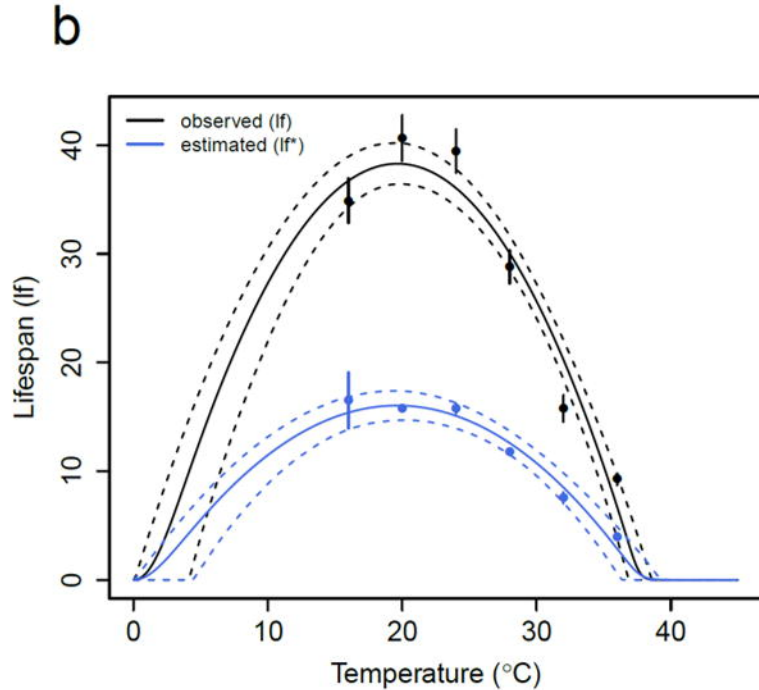 b
observed (lf)
estimated (lf*)
Lifespan (lf)
0
10
20
30
40
0
10
20
30
40
Temperature (°C)